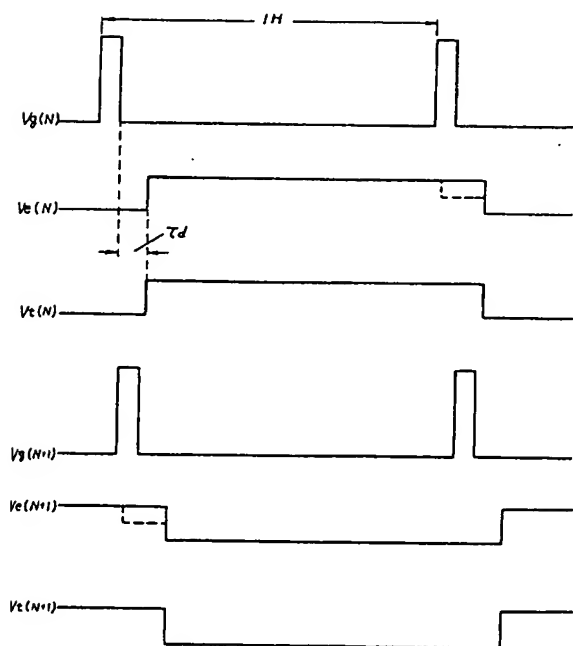 1H
Vg(N)
Ve(N)
τd
Vt(N)
Vg(N+1)
Ve(N+1)
Vt(N+1)